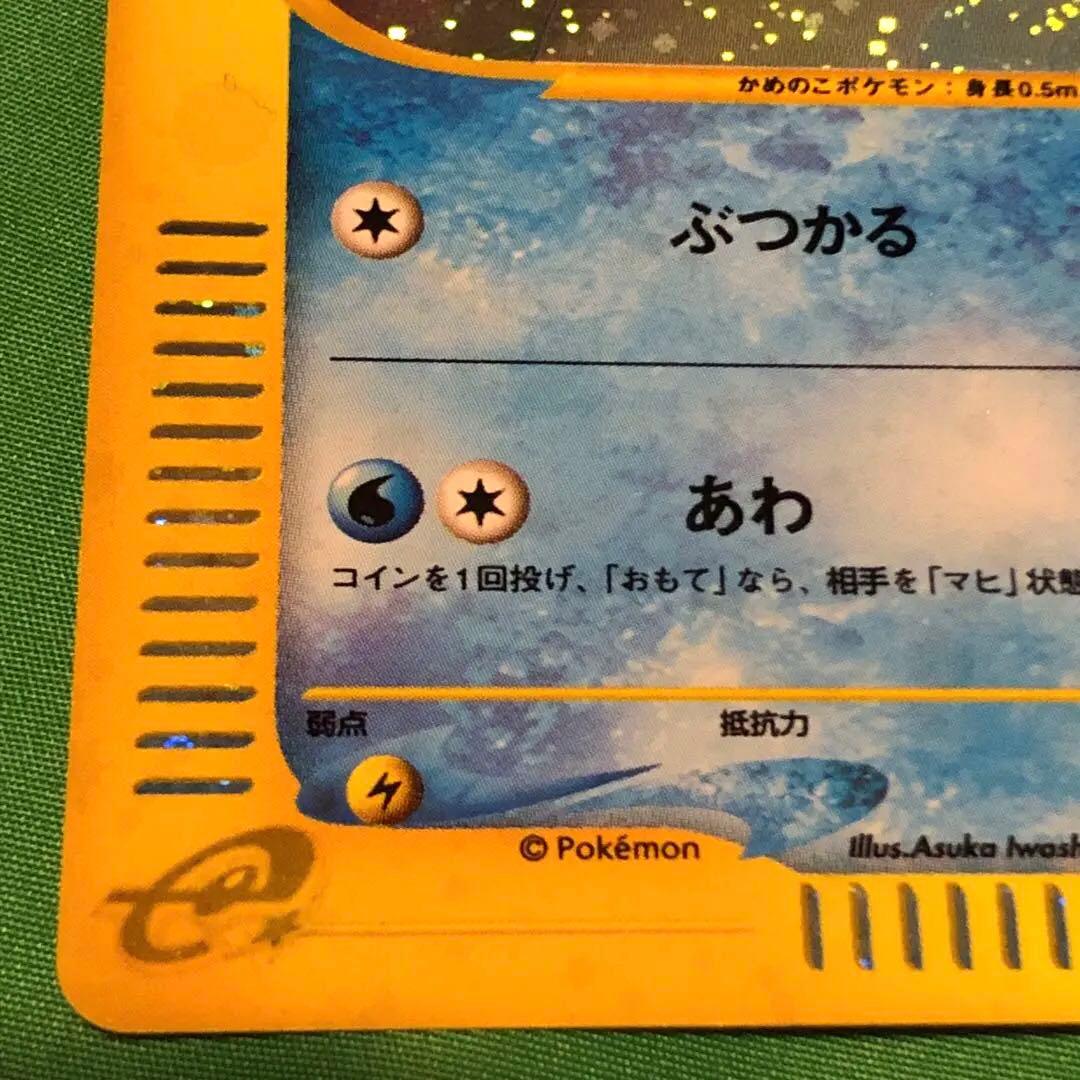 かめのこポケモン：身長0.5m
ぶつかる
あわ
コインを1回投げ、「おもて」なら、相手を「マヒ」状態
弱点 抵抗力
© Pokémon Illus.Asuka Iwash
e